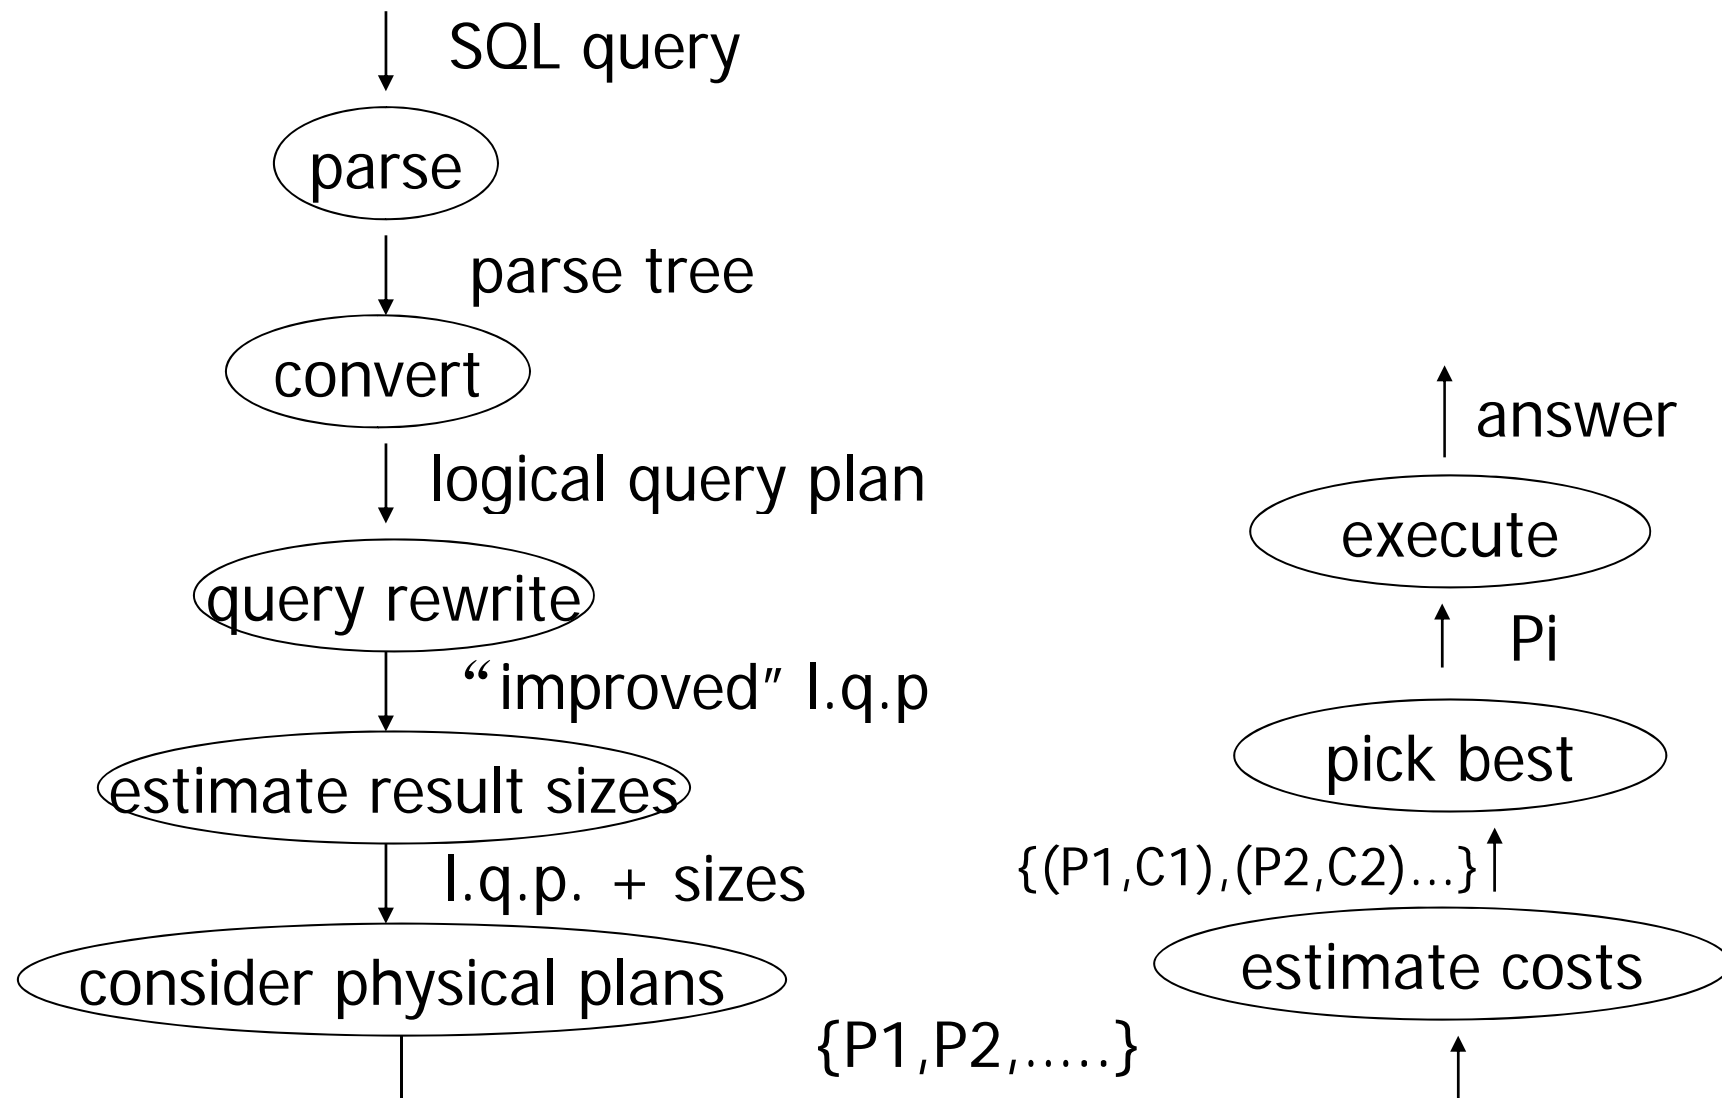 SQL query
parse
parse tree
convert
logical query plan
query rewrite
“improved” l.q.p
estimate result sizes
l.q.p. + sizes
consider physical plans
{P1,P2,…..}
estimate costs
{(P1,C1),(P2,C2)...}
pick best
Pi
execute
answer